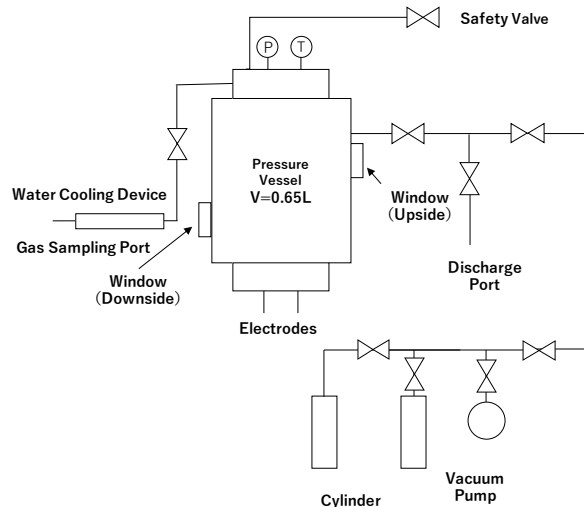 Safety Valve
P
T
Pressure
Vessel
V=0.65L
Water Cooling Device
Gas Sampling Port
Window
(Upside)
Window
(Downside)
Discharge
Port
Electrodes
Cylinder
Vacuum
Pump